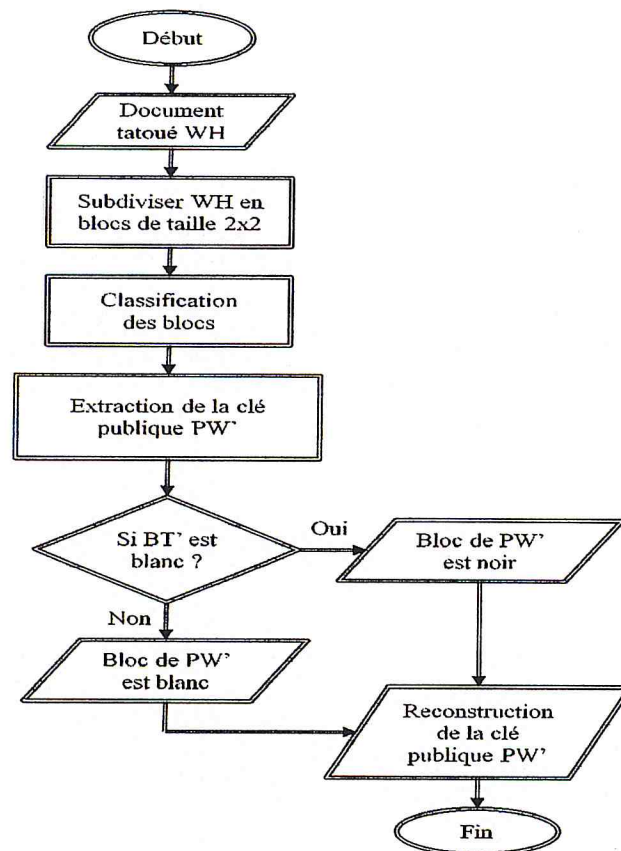 Début
Document
tatoué WH
Subdiviser WH en
blocs de taille 2x2
Classification
des blocs
Extraction de la clé
publique PW'
Si BT' est
blanc ?
Oui
Bloc de PW'
est noir
Non
Bloc de PW'
est blanc
Reconstruction
de la clé
publique PW'
Fin